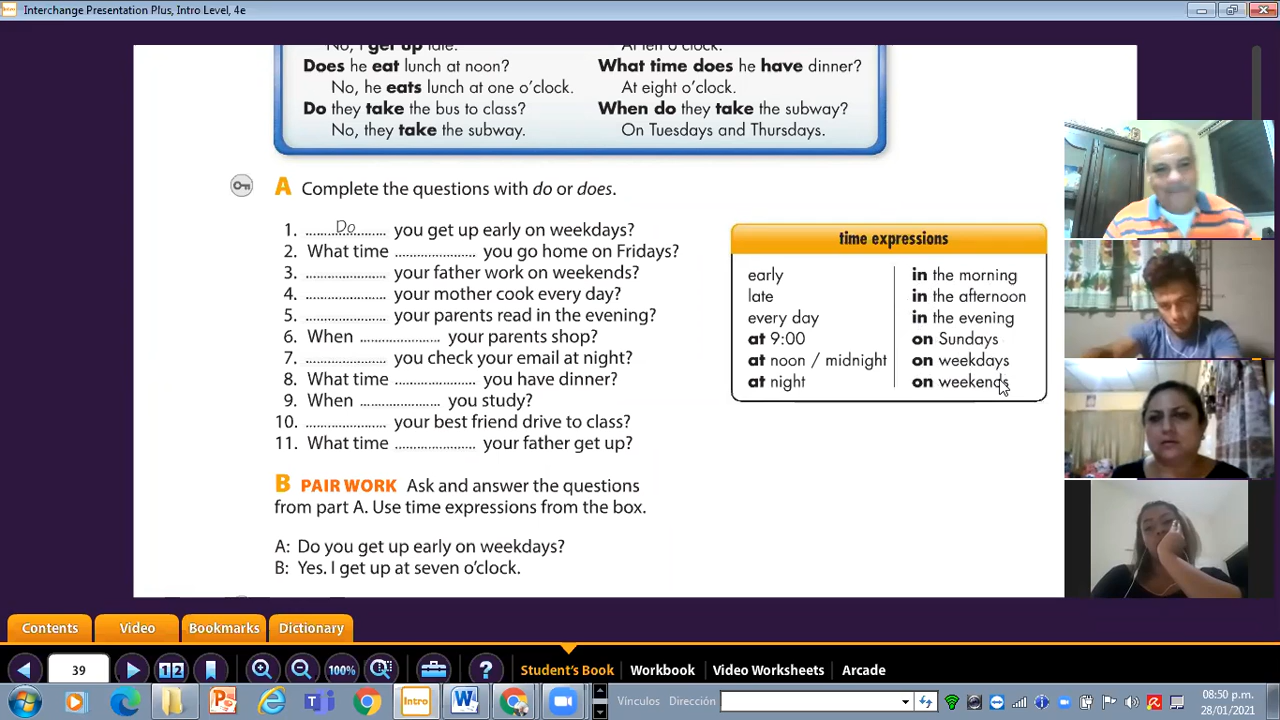 Interchange Presentation Plus, Intro Level, 4e
No, I get up late.
At ten o'clock.
Does he eat lunch at noon?
What time does he have dinner?
No, he eats lunch at one o'clock.
At eight o'clock.
Do they take the bus to class?
When do they take the subway?
No, they take the subway.
On Tuesdays and Thursdays.
A Complete the questions with do or does.
1. ......Do...... you get up early on weekdays?
2. What time .................... you go home on Fridays?
3. .................... your father work on weekends?
4. .................... your mother cook every day?
5. .................... your parents read in the evening?
6. When .................... your parents shop?
7. .................... you check your email at night?
8. What time .................... you have dinner?
9. When .................... you study?
10. .................... your best friend drive to class?
11. What time .................... your father get up?
time expressions
early
in the morning
late
in the afternoon
every day
in the evening
at 9:00
on Sundays
at noon / midnight
on weekdays
at night
on weekends
B PAIR WORK Ask and answer the questions
from part A. Use time expressions from the box.
A: Do you get up early on weekdays?
B: Yes. I get up at seven o'clock.
Contents Video Bookmarks Dictionary
39 12 100% ? Student's Book Workbook Video Worksheets Arcade
Intro Vínculos Dirección 08:50 p.m.
28/01/2021